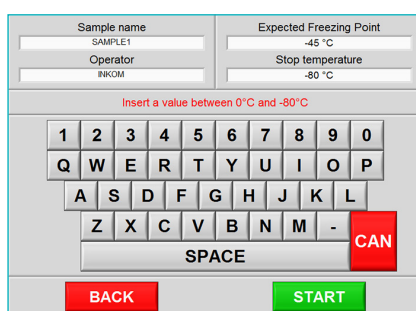 Sample name
SAMPLE1
Operator
INKOM
Expected Freezing Point
-45 °C
Stop temperature
-80 °C
Insert a value between 0°C and -80°C
1 2 3 4 5 6 7 8 9 0
Q W E R T Y U I O P
A S D F G H J K L
Z X C V B N M -
CAN
SPACE
BACK
START